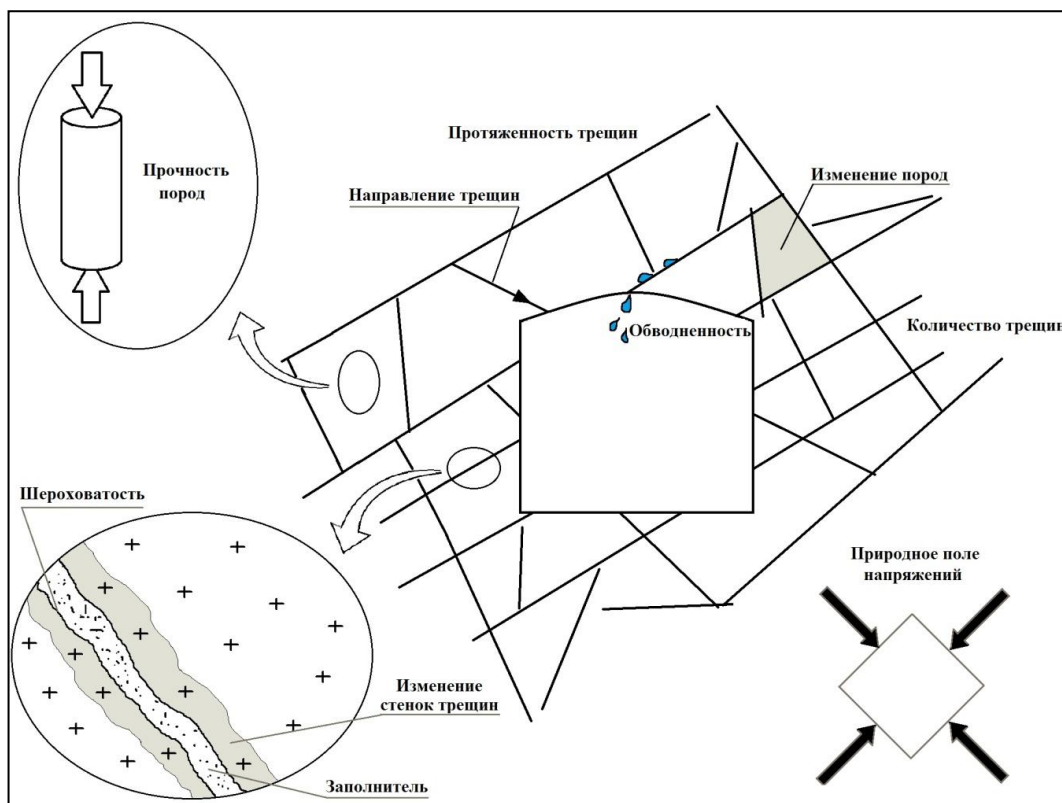 Прочность
пород
Протяженность трещин
Направление трещин
Изменение пород
Обводненность
Количество трещин
Шероховатость
Изменение
стенок трещин
Заполнитель
Природное поле
напряжений